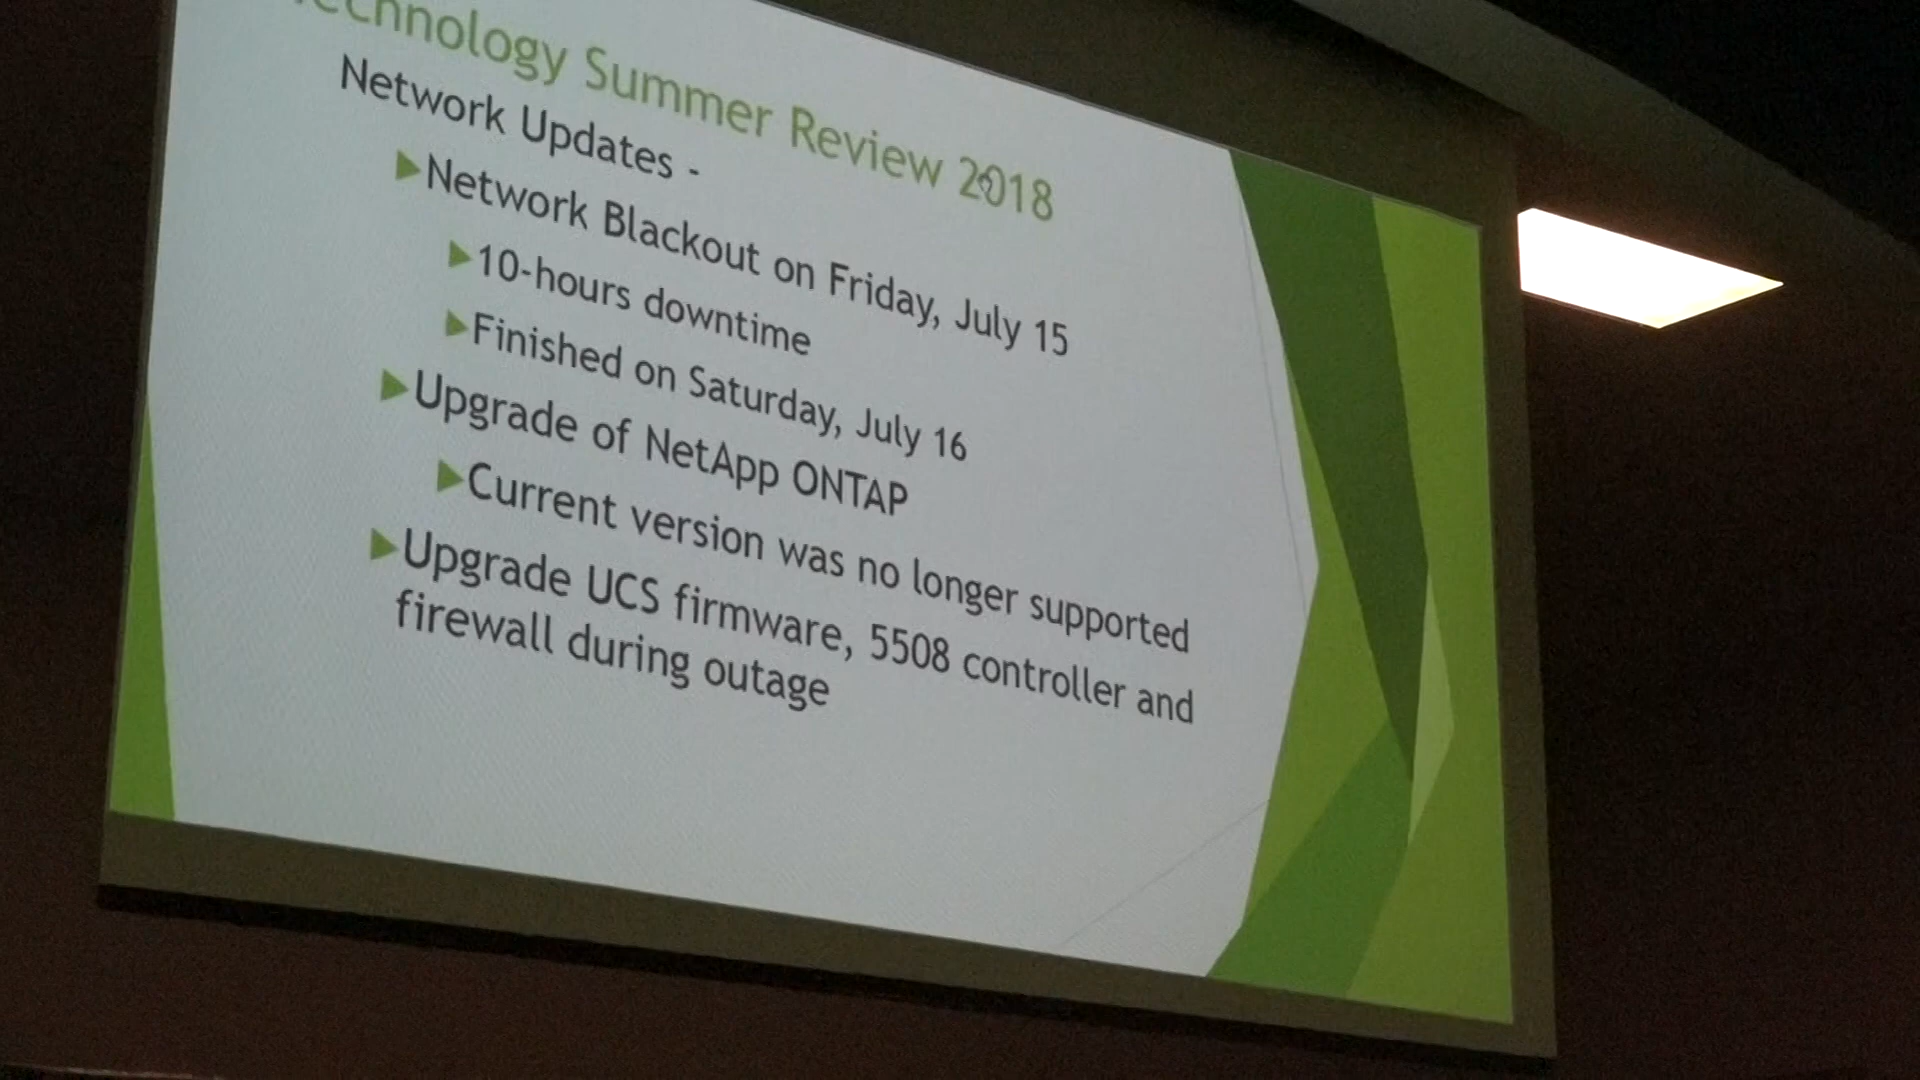 Technology Summer Review 2018
Network Updates -
Network Blackout on Friday, July 15
10-hours downtime
Finished on Saturday, July 16
Upgrade of NetApp ONTAP
Current version was no longer supported
Upgrade UCS firmware, 5508 controller and
firewall during outage